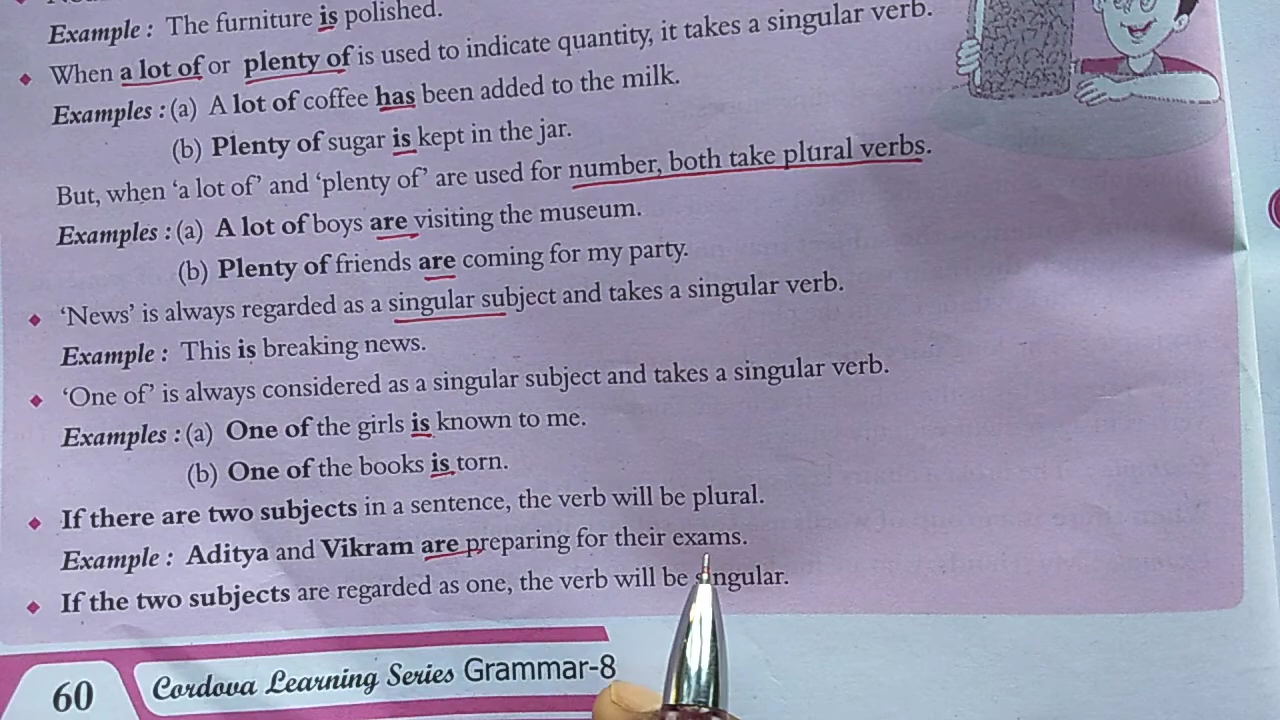 Example : The furniture is polished.
◆ When a lot of or plenty of is used to indicate quantity, it takes a singular verb.
Examples : (a) A lot of coffee has been added to the milk.
(b) Plenty of sugar is kept in the jar.
But, when ‘a lot of’ and ‘plenty of’ are used for number, both take plural verbs.
Examples : (a) A lot of boys are visiting the museum.
(b) Plenty of friends are coming for my party.
◆ ‘News’ is always regarded as a singular subject and takes a singular verb.
Example : This is breaking news.
◆ ‘One of’ is always considered as a singular subject and takes a singular verb.
Examples : (a) One of the girls is known to me.
(b) One of the books is torn.
◆ If there are two subjects in a sentence, the verb will be plural.
Example : Aditya and Vikram are preparing for their exams.
◆ If the two subjects are regarded as one, the verb will be singular.
60 Cordova Learning Series Grammar-8